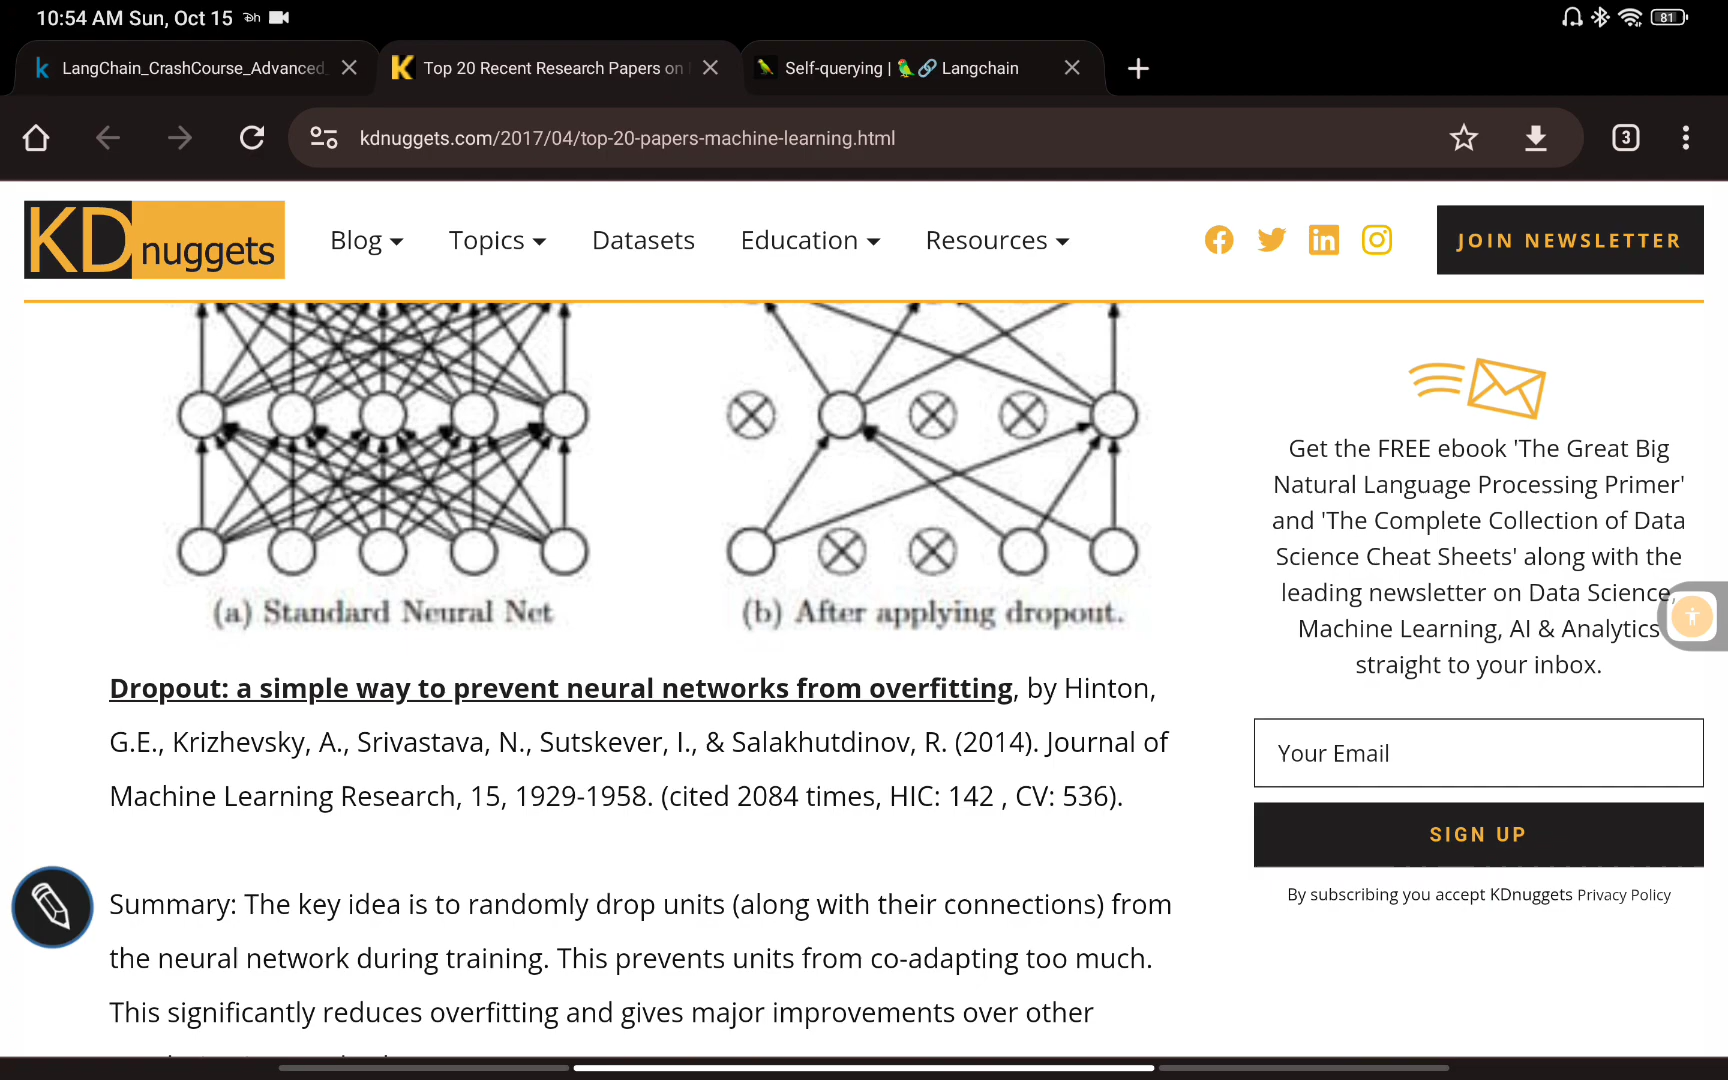 10:54 AM Sun, Oct 15
81
LangChain_CrashCourse_Advanced_
Top 20 Recent Research Papers on
Self-querying | 🦜🔗 Langchain
kdnuggets.com/2017/04/top-20-papers-machine-learning.html
3
KDnuggets
Blog
Topics
Datasets
Education
Resources
JOIN NEWSLETTER
(a) Standard Neural Net
(b) After applying dropout.
Dropout: a simple way to prevent neural networks from overfitting, by Hinton,
G.E., Krizhevsky, A., Srivastava, N., Sutskever, I., & Salakhutdinov, R. (2014). Journal of
Machine Learning Research, 15, 1929-1958. (cited 2084 times, HIC: 142 , CV: 536).
Summary: The key idea is to randomly drop units (along with their connections) from
the neural network during training. This prevents units from co-adapting too much.
This significantly reduces overfitting and gives major improvements over other
Get the FREE ebook 'The Great Big
Natural Language Processing Primer'
and 'The Complete Collection of Data
Science Cheat Sheets' along with the
leading newsletter on Data Science,
Machine Learning, AI & Analytics
straight to your inbox.
Your Email
SIGN UP
By subscribing you accept KDnuggets Privacy Policy